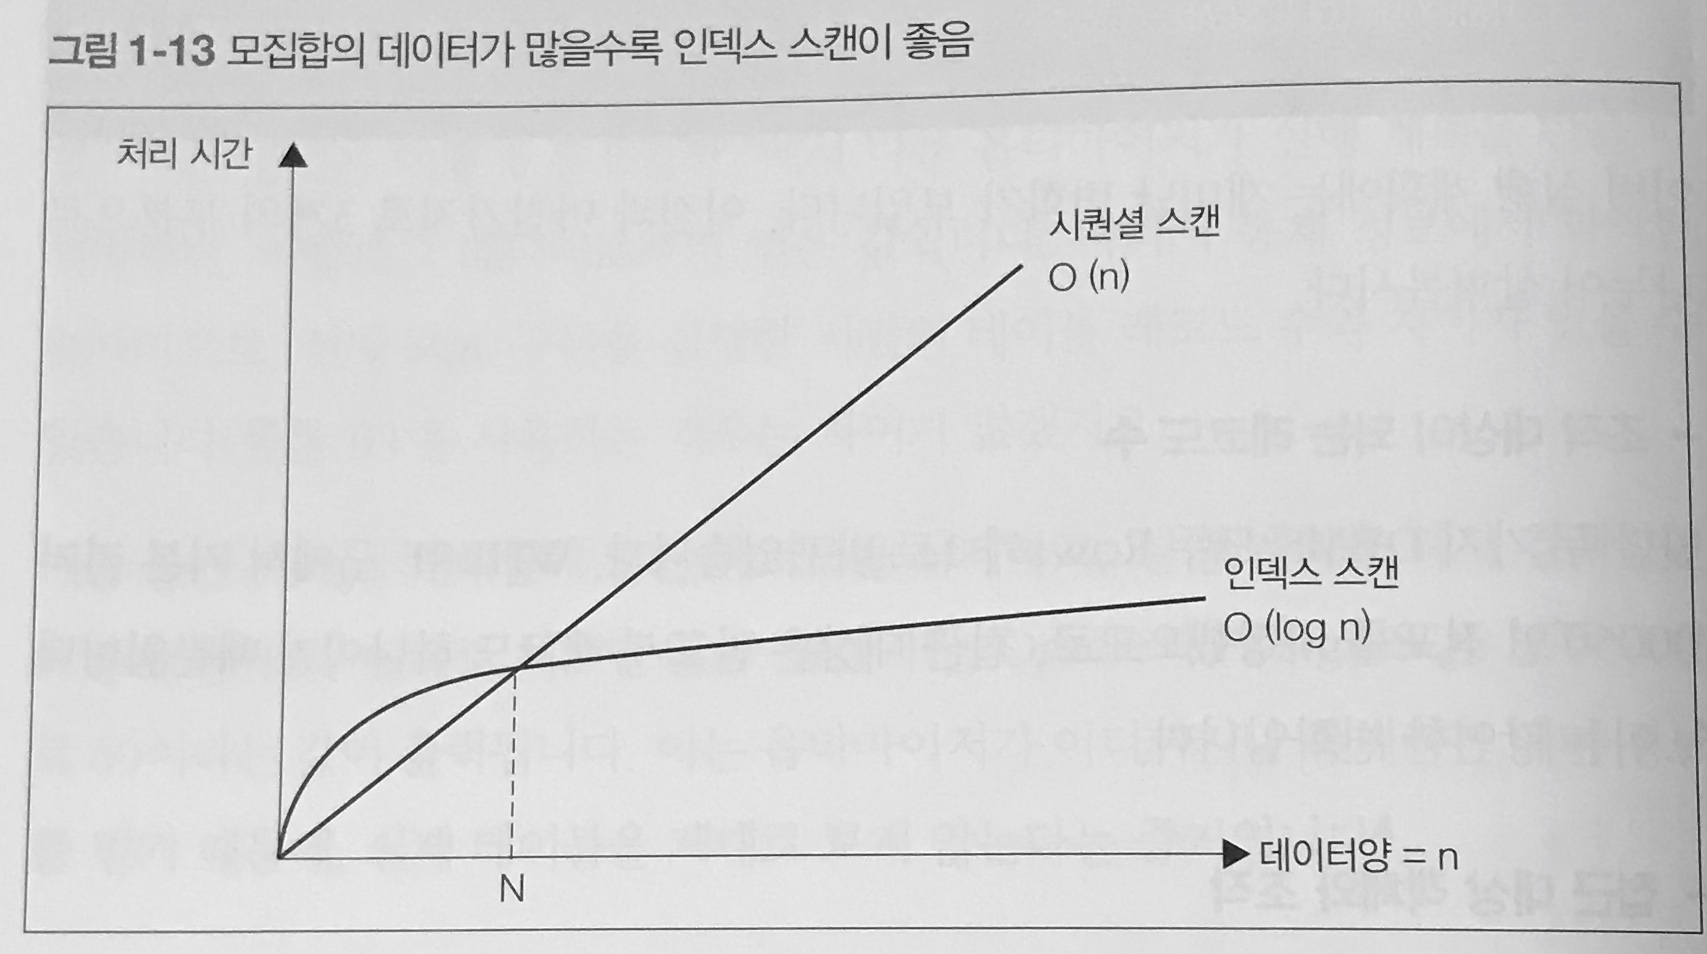 그림 1-13 모집합의 데이터가 많을수록 인덱스 스캔이 좋음
처리 시간
시퀀셜 스캔
O (n)
인덱스 스캔
O (log n)
데이터양 = n
N